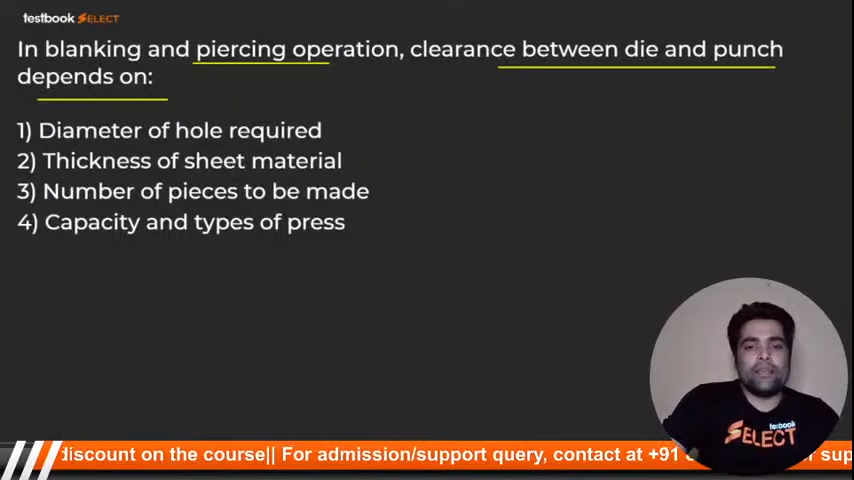 testbook SELECT
In blanking and piercing operation, clearance between die and punch
depends on:
1) Diameter of hole required
2) Thickness of sheet material
3) Number of pieces to be made
4) Capacity and types of press
testbook
SELECT
discount on the course|| For admission/support query, contact at +91